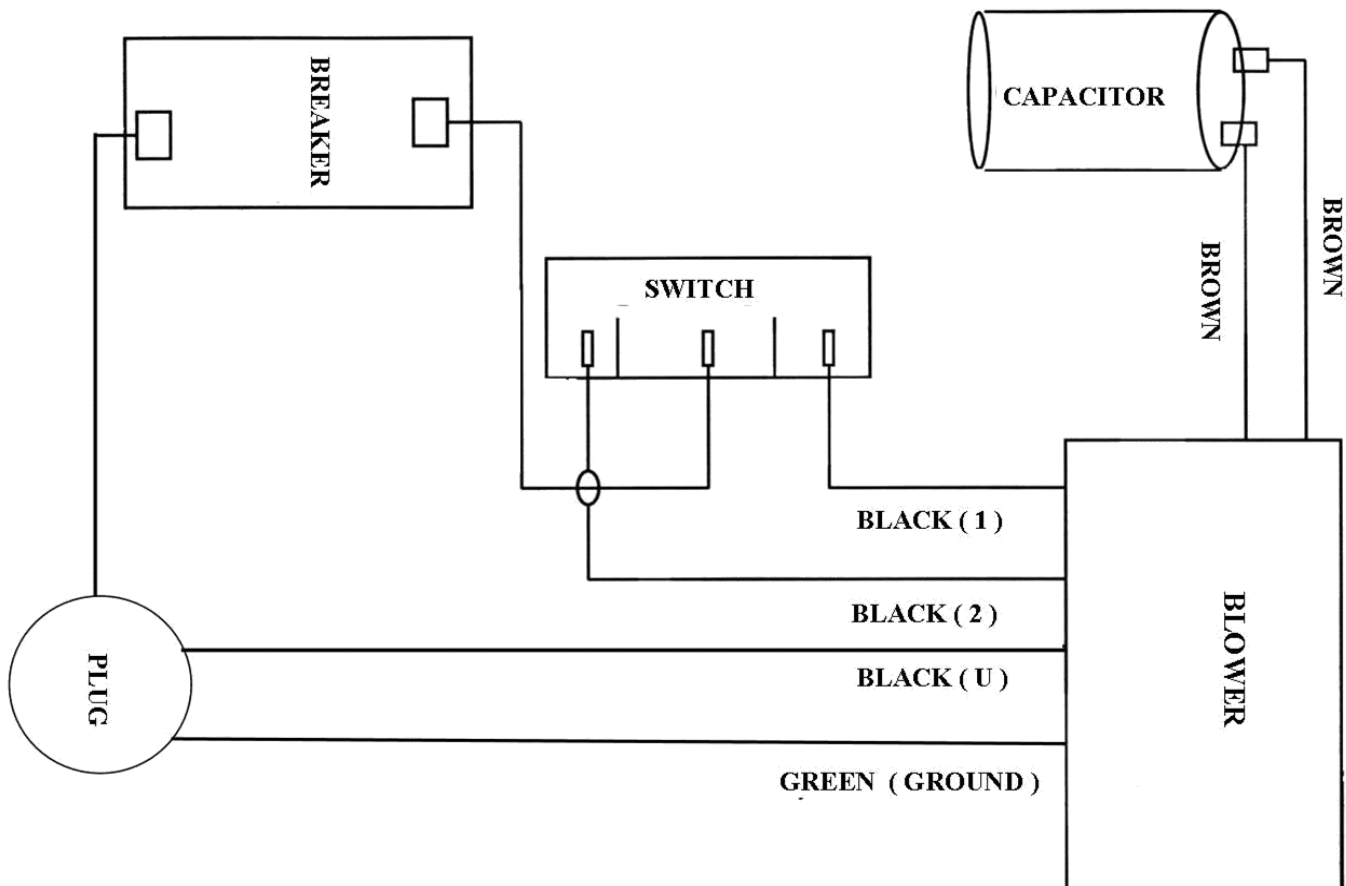 BREAKER
CAPACITOR
SWITCH
BROWN
BROWN
BLACK ( 1 )
BLACK ( 2 )
BLACK ( U )
GREEN ( GROUND )
PLUG
BLOWER